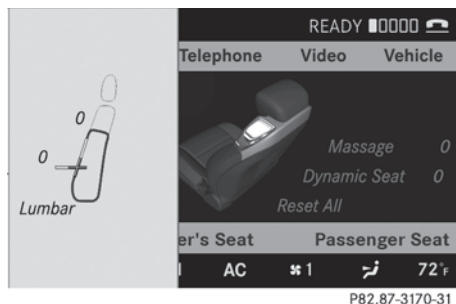 READY
Telephone Video Vehicle
0
0
Massage 0
Lumbar
Dynamic Seat 0
Reset All
er's Seat Passenger Seat
AC 1 72°F
P82.87-3170-31